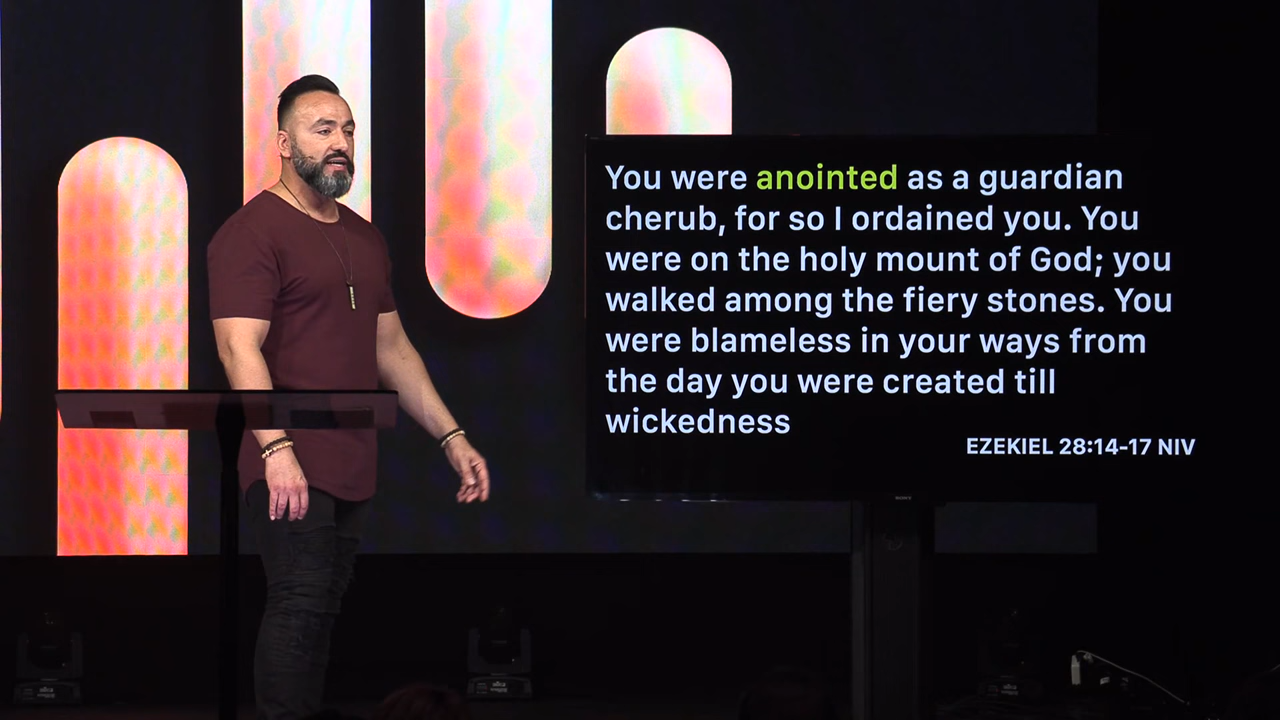 You were anointed as a guardian
cherub, for so I ordained you. You
were on the holy mount of God; you
walked among the fiery stones. You
were blameless in your ways from
the day you were created till
wickedness
EZEKIEL 28:14-17 NIV
SONY